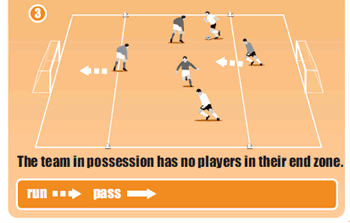 3
The team in possession has no players in their end zone.
run pass